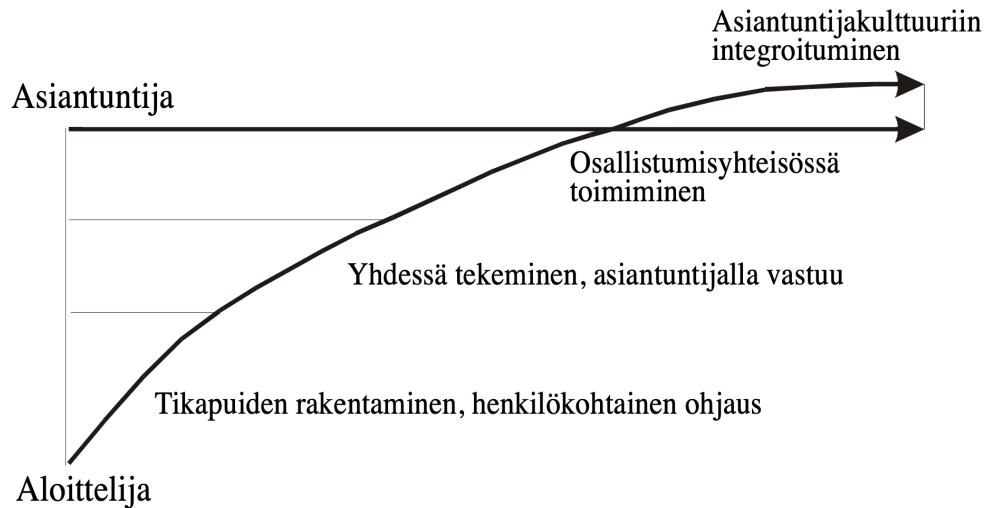 Asiantuntijakulttuuriin
integroituminen
Asiantuntija
Osallistumisyhteisössä
toimiminen
Yhdessä tekeminen, asiantuntijalla vastuu
Tikapuiden rakentaminen, henkilökohtainen ohjaus
Aloittelija